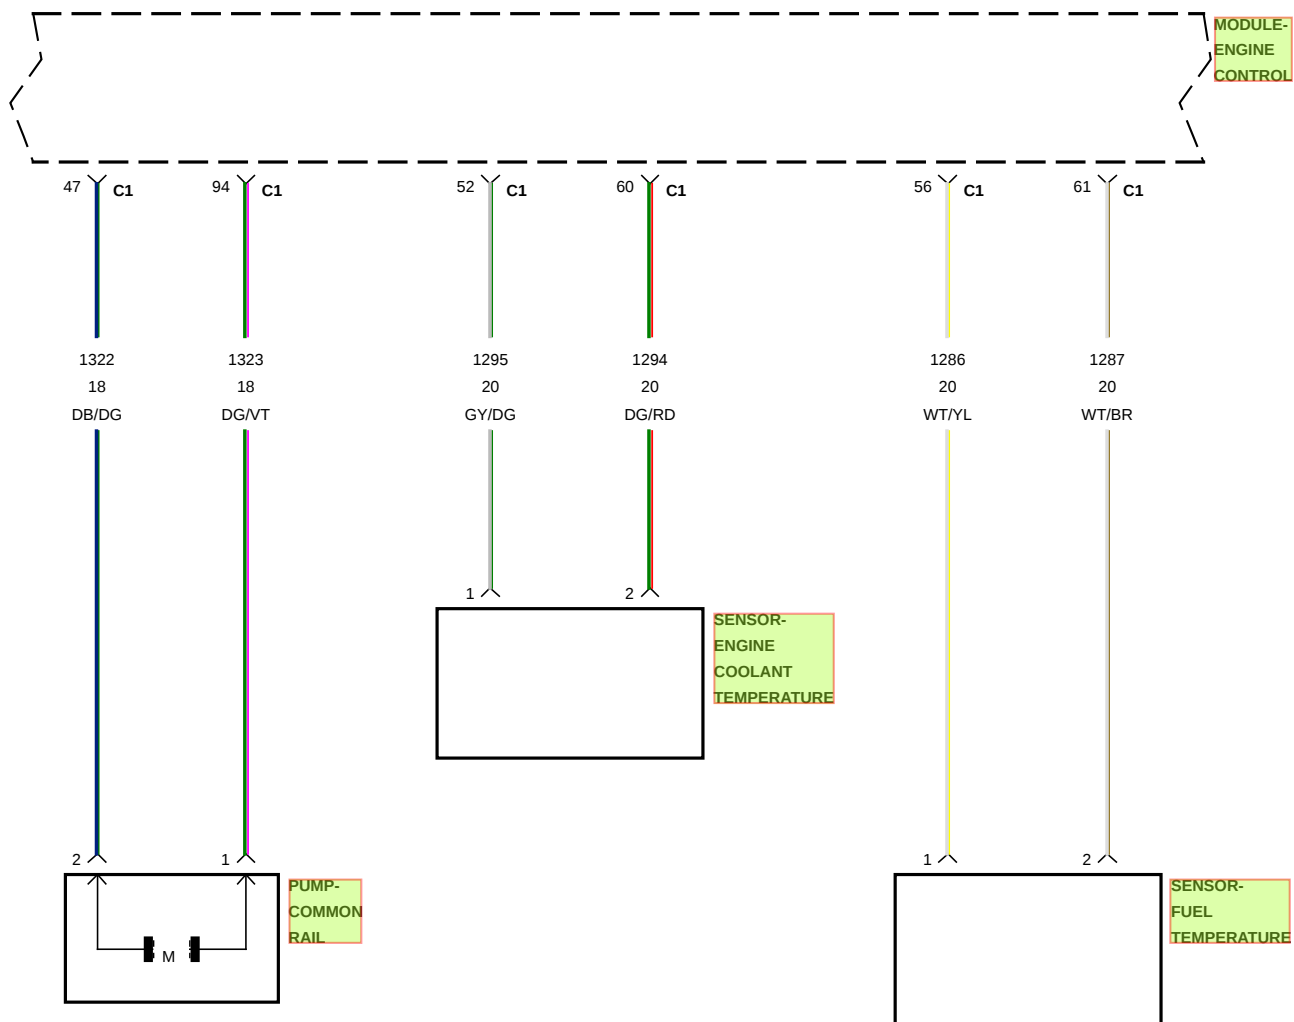 MODULE-
ENGINE
CONTROL
47 C1 94 C1 52 C1 60 C1 56 C1 61 C1
1322 1323 1295 1294 1286 1287
18 18 20 20 20 20
DB/DG DG/VT GY/DG DG/RD WT/YL WT/BR
1 2
SENSOR-
ENGINE
COOLANT
TEMPERATURE
2 1 1 2
PUMP-
COMMON
RAIL
M
SENSOR-
FUEL
TEMPERATURE